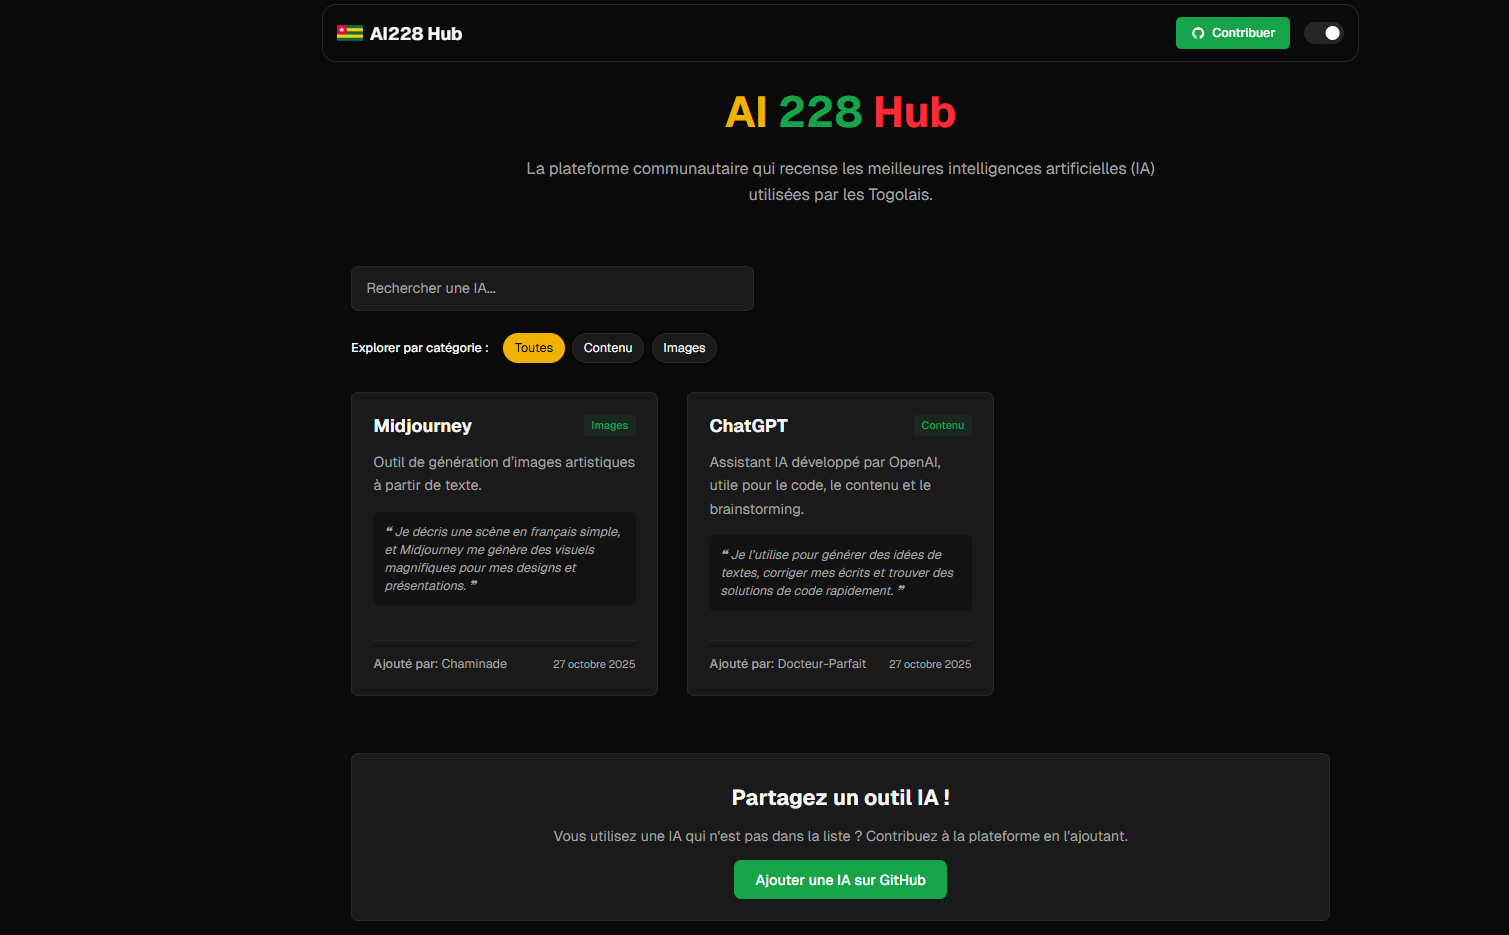 AI228 Hub
Contribuer
AI 228 Hub
La plateforme communautaire qui recense les meilleures intelligences artificielles (IA)
utilisées par les Togolais.
Rechercher une IA...
Explorer par catégorie :
Toutes
Contenu
Images
Midjourney
Images
Outil de génération d'images artistiques
à partir de texte.
❝ Je décris une scène en français simple,
et Midjourney me génère des visuels
magnifiques pour mes designs et
présentations. ❞
Ajouté par: Chaminade
27 octobre 2025
ChatGPT
Contenu
Assistant IA développé par OpenAI,
utile pour le code, le contenu et le
brainstorming.
❝ Je l'utilise pour générer des idées de
textes, corriger mes écrits et trouver des
solutions de code rapidement. ❞
Ajouté par: Docteur-Parfait
27 octobre 2025
Partagez un outil IA !
Vous utilisez une IA qui n'est pas dans la liste ? Contribuez à la plateforme en l'ajoutant.
Ajouter une IA sur GitHub